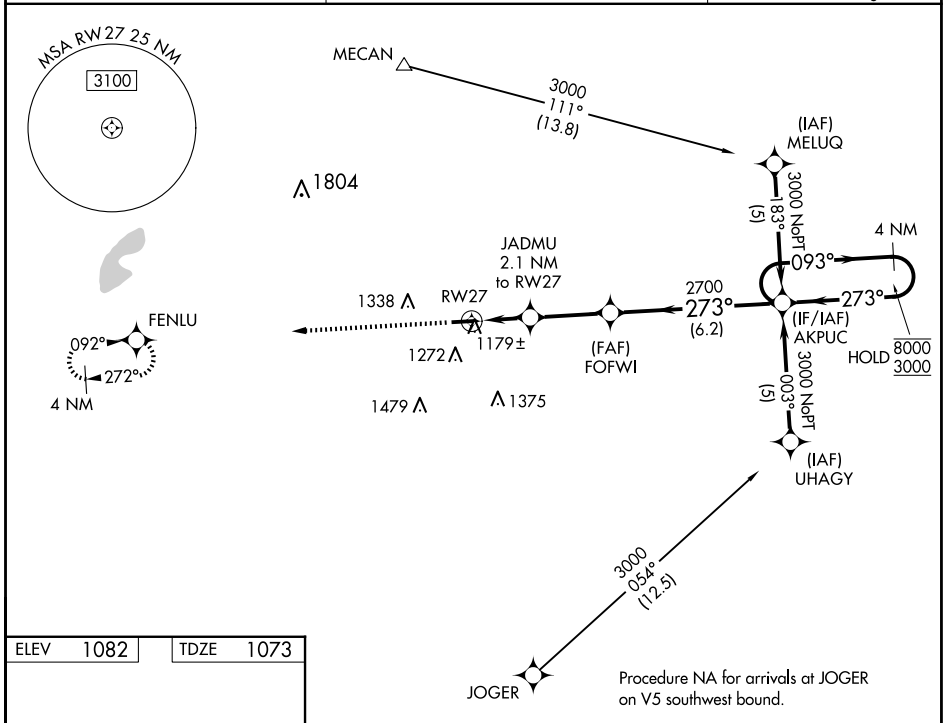 MSA RW 27 25 NM
3100
MECAN
3000
111°
(13.8)
(IAF)
MELUQ
3000 NoPT
183°
(5)
4 NM
093°
1804
JADMU
2.1 NM
to RW27
2700
273°
(6.2)
273°
1338
RW27
FENLU
092°
272°
4 NM
1179±
1272
(FAF)
FOFWI
(IF/IAF)
AKPUC
HOLD
8000
3000
3000 NoPT
003°
(5)
1479
1375
(IAF)
UHAGY
3000
054°
(12.5)
ELEV 1082
TDZE 1073
JOGER
Procedure NA for arrivals at JOGER
on V5 southwest bound.